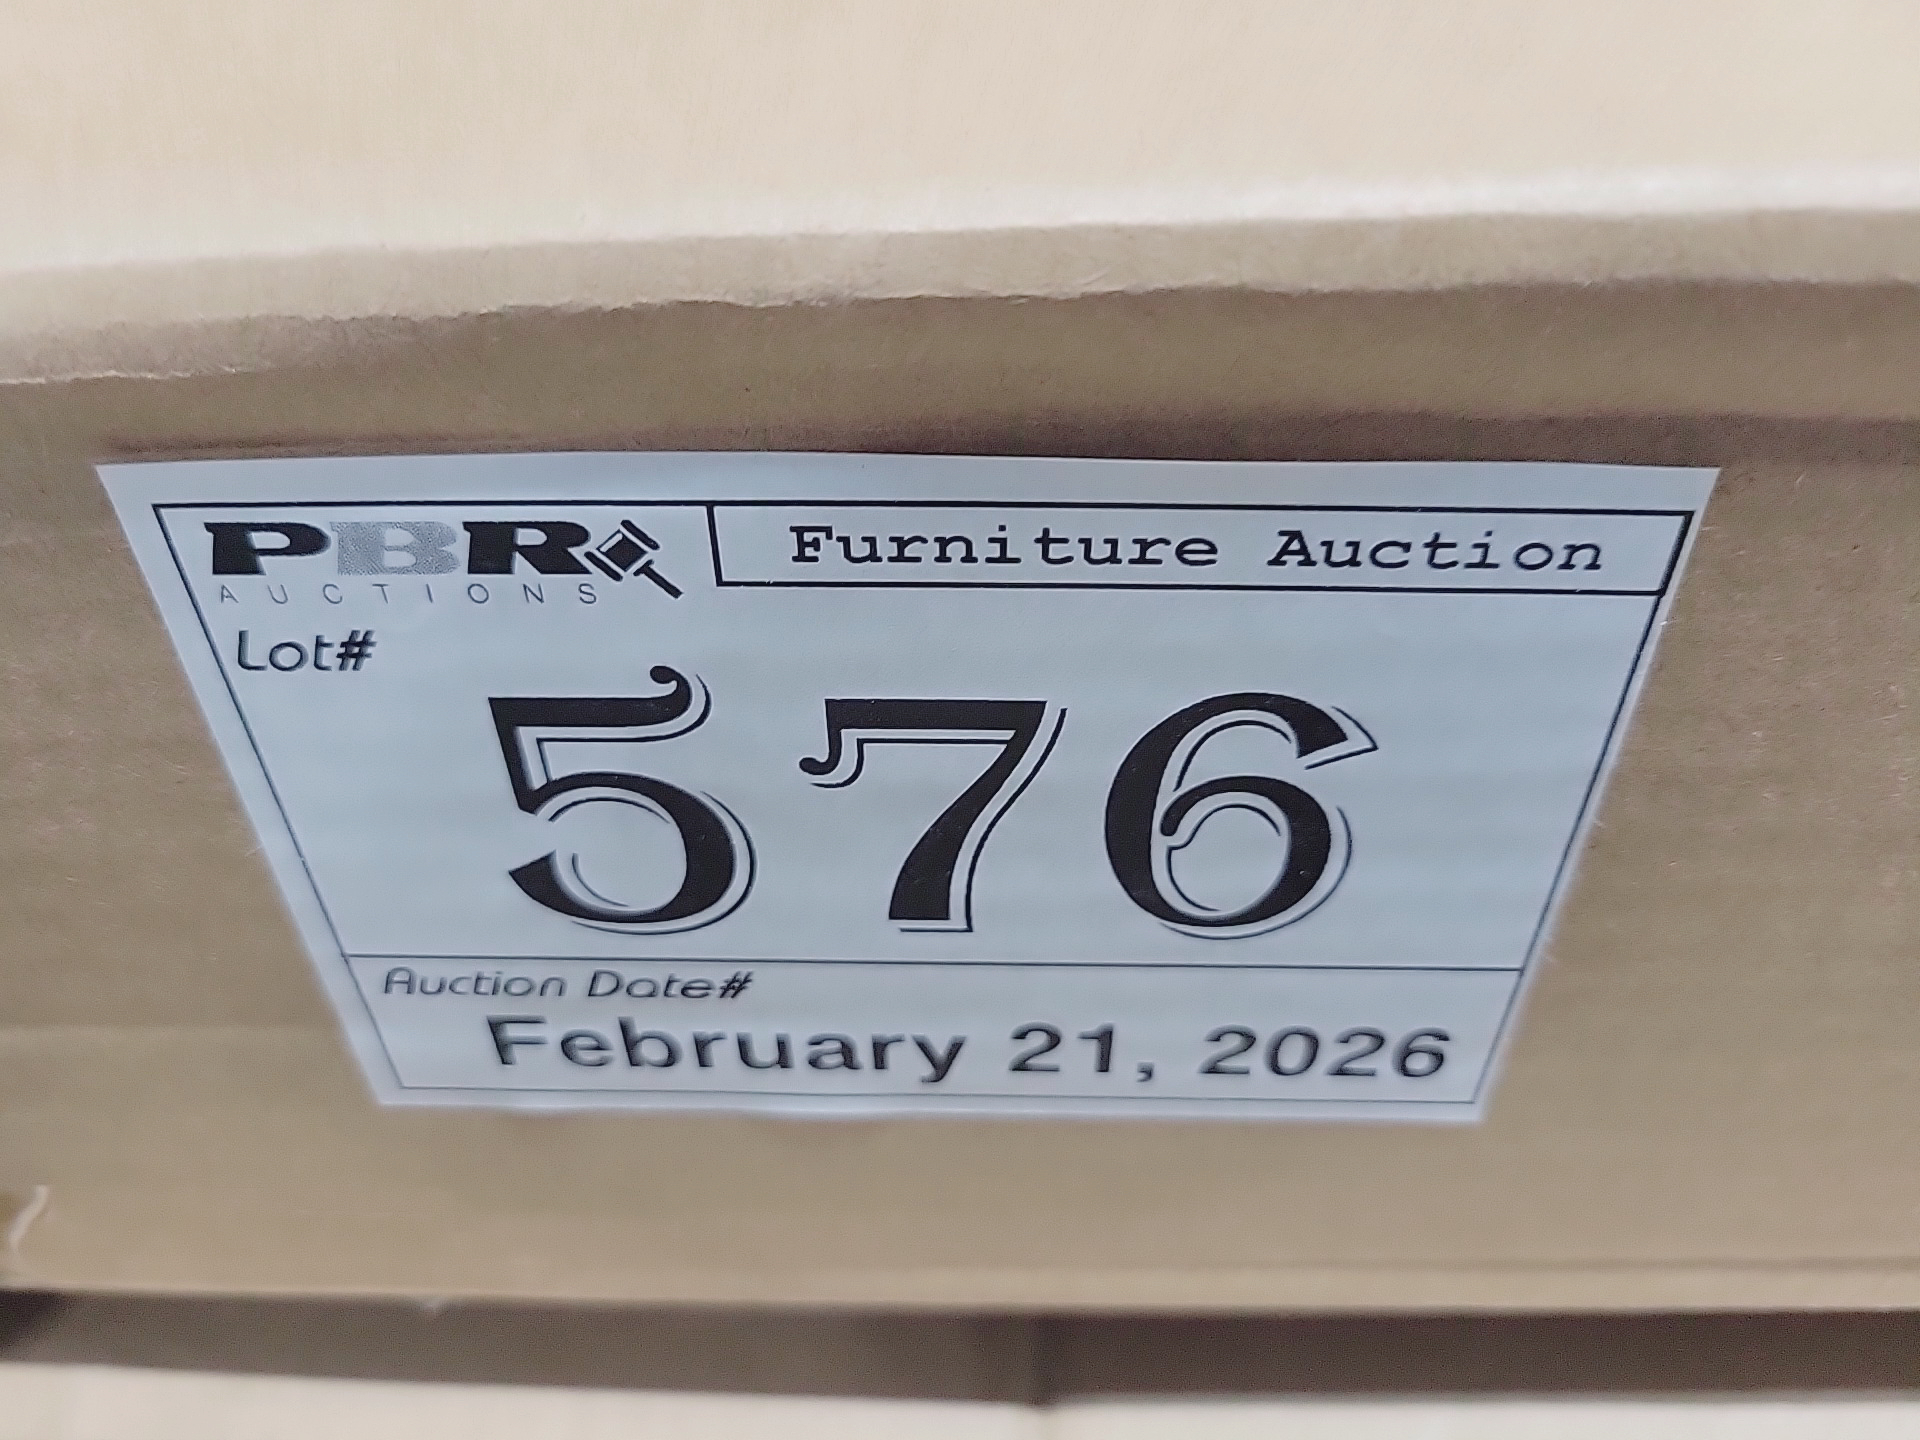 PBR
AUCTIONS
Furniture Auction
Lot#
576
Auction Date#
February 21, 2026